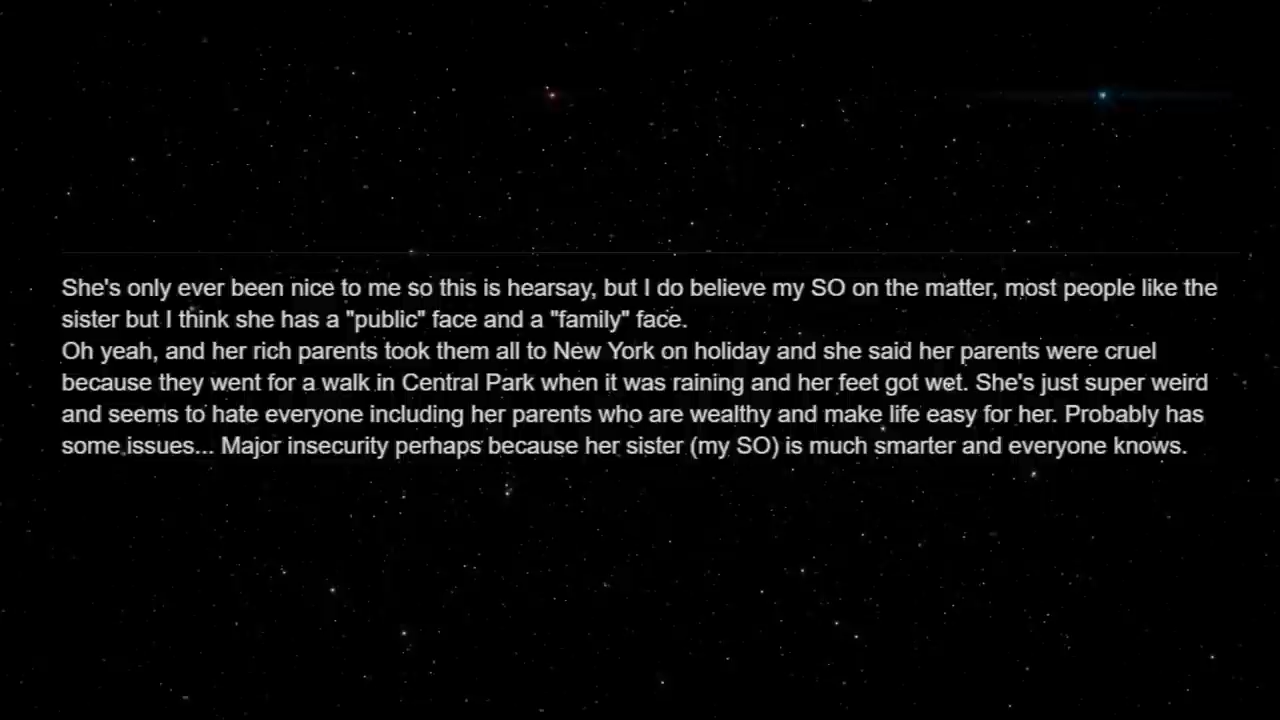 She's only ever been nice to me so this is hearsay, but I do believe my SO on the matter, most people like the
sister but I think she has a "public" face and a "family" face.
Oh yeah, and her rich parents took them all to New York on holiday and she said her parents were cruel
because they went for a walk in Central Park when it was raining and her feet got wet. She's just super weird
and seems to hate everyone including her parents who are wealthy and make life easy for her. Probably has
some issues... Major insecurity perhaps because her sister (my SO) is much smarter and everyone knows.